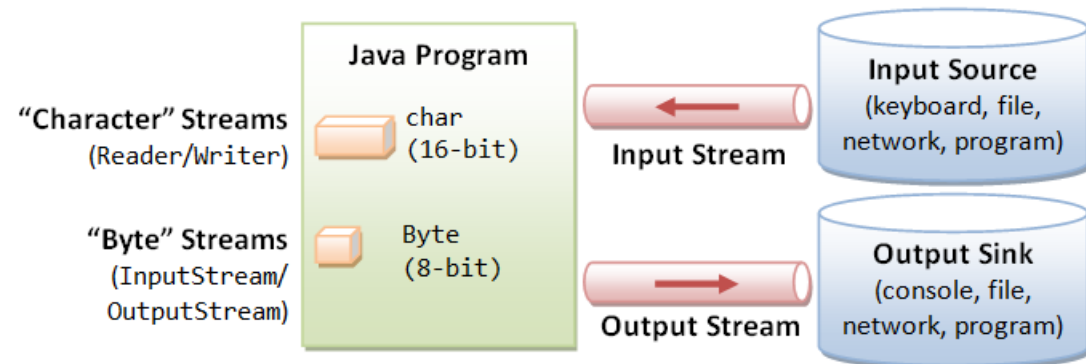 “Character” Streams
(Reader/Writer)
“Byte” Streams
(InputStream/
OutputStream)
Java Program
char
(16-bit)
Byte
(8-bit)
Input Stream
Output Stream
Input Source
(keyboard, file,
network, program)
Output Sink
(console, file,
network, program)